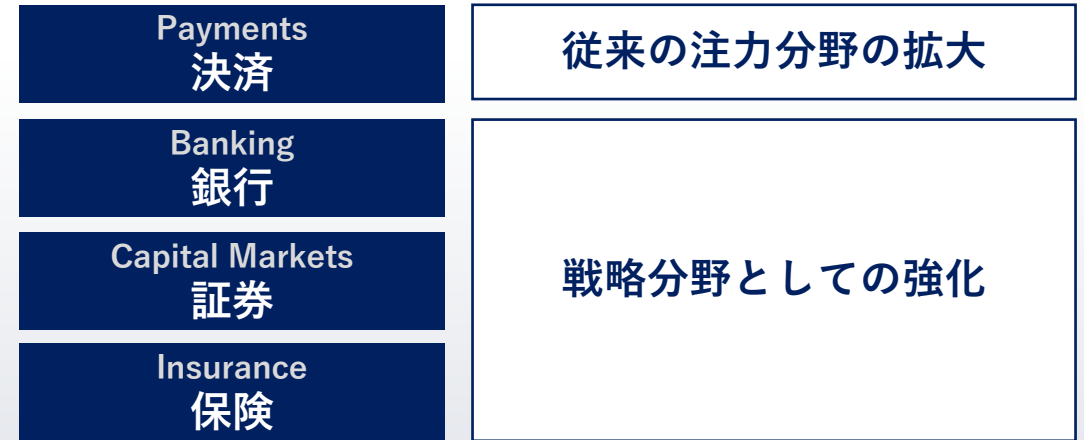 Payments
決済
従来の注力分野の拡大
Banking
銀行
Capital Markets
証券
Insurance
保険
戦略分野としての強化